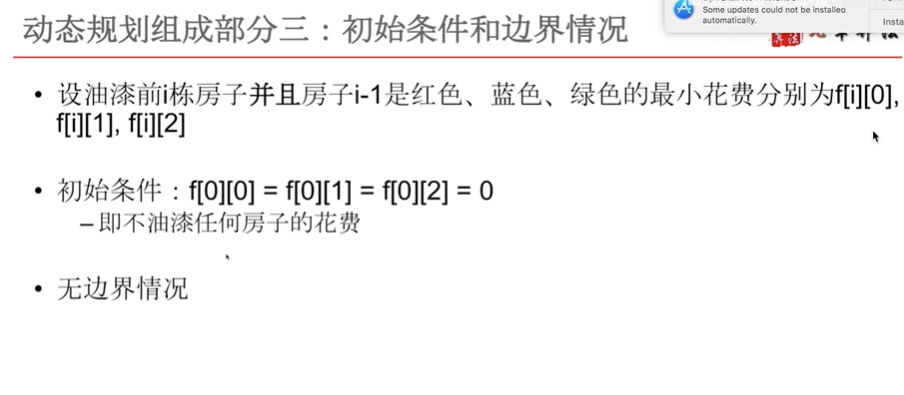 Some updates could not be installed
automatically.
Insta
动态规划组成部分三：初始条件和边界情况
• 设油漆前i栋房子并且房子i-1是红色、蓝色、绿色的最小花费分别为f[i][0],
f[i][1], f[i][2]
• 初始条件：f[0][0] = f[0][1] = f[0][2] = 0
– 即不油漆任何房子的花费
• 无边界情况